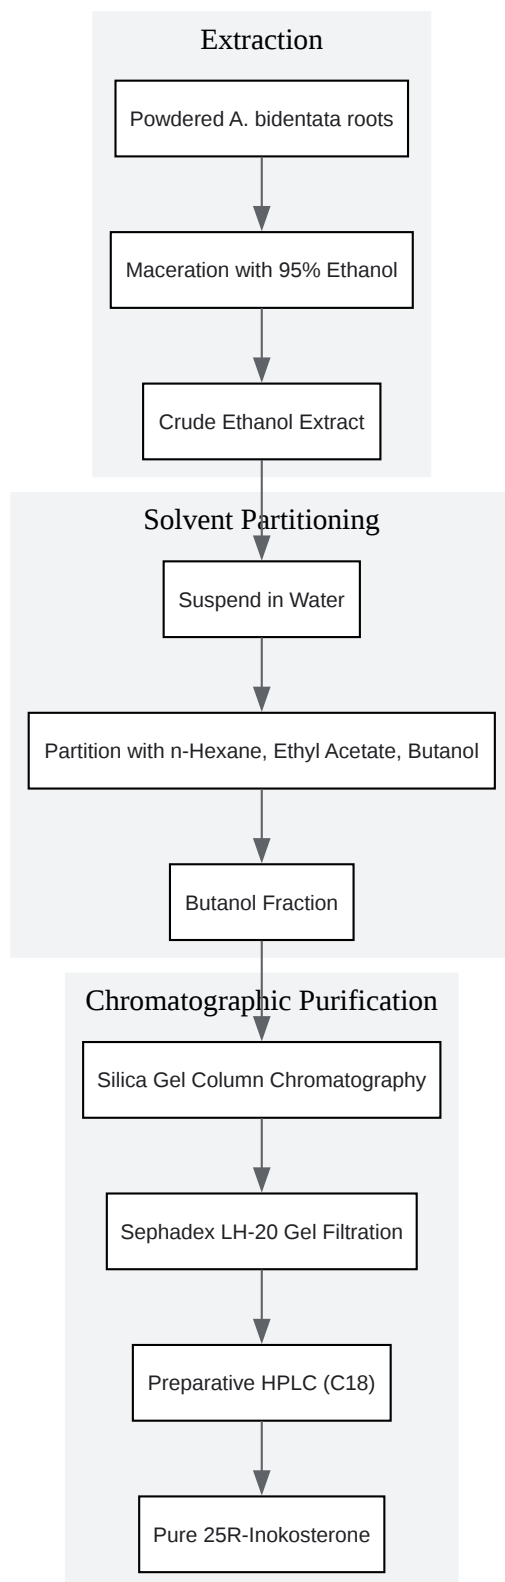 Extraction
Powdered A. bidentata roots
Maceration with 95% Ethanol
Crude Ethanol Extract
Solvent Partitioning
Suspend in Water
Partition with n-Hexane, Ethyl Acetate, Butanol
Butanol Fraction
Chromatographic Purification
Silica Gel Column Chromatography
Sephadex LH-20 Gel Filtration
Preparative HPLC (C18)
Pure 25R-Inokosterone